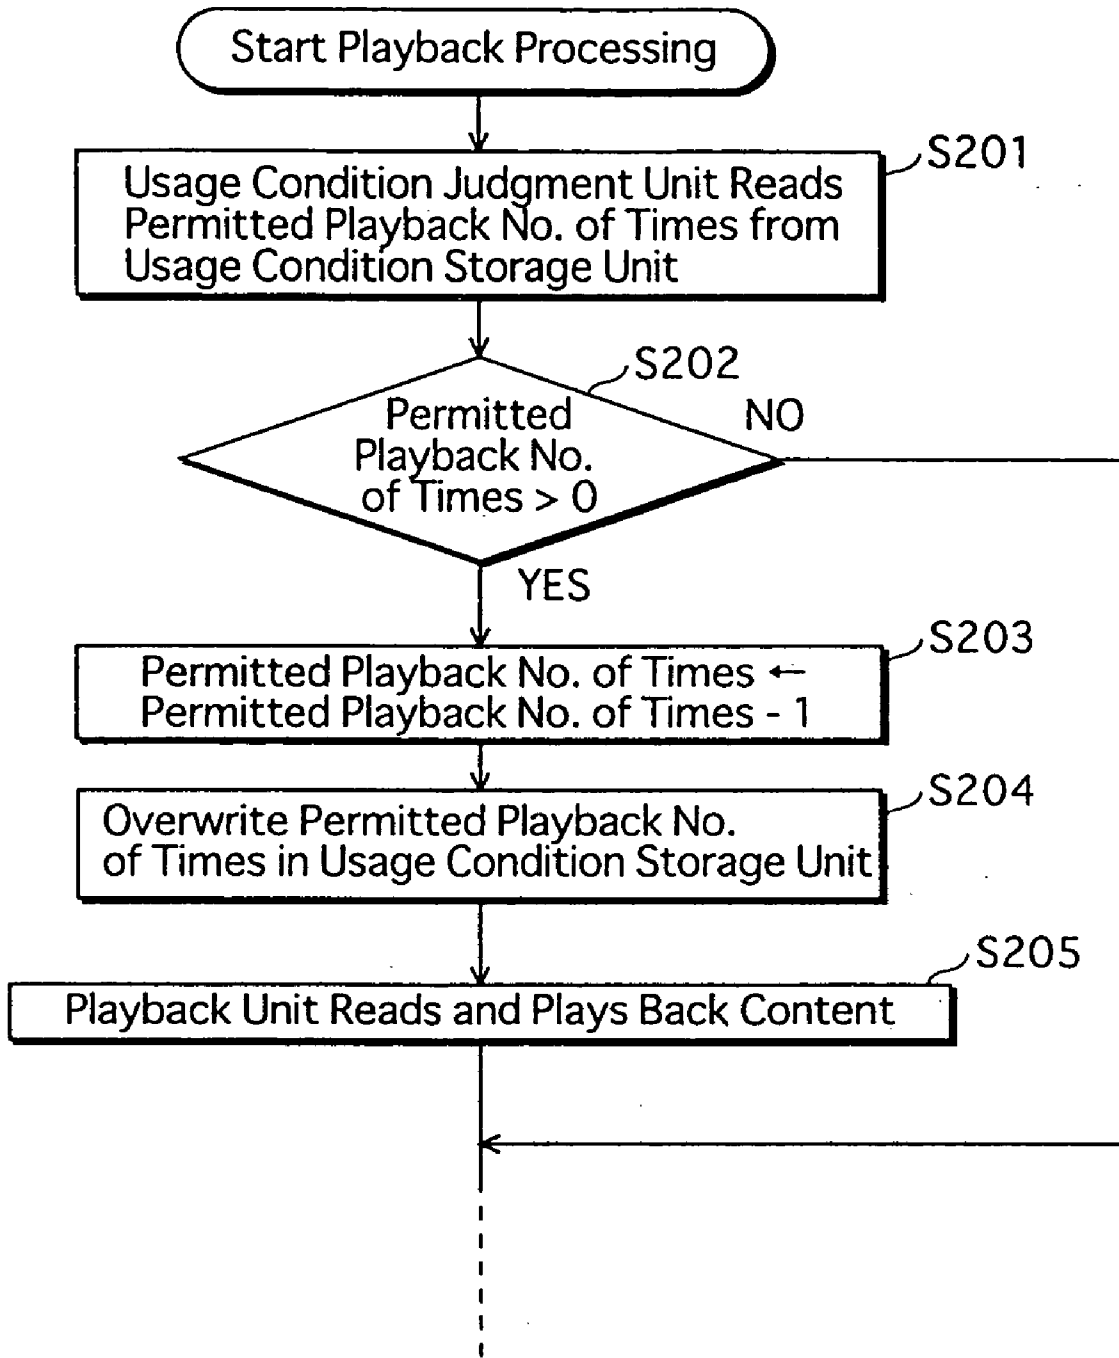 Start Playback Processing
S201
Usage Condition Judgment Unit Reads
Permitted Playback No. of Times from
Usage Condition Storage Unit
S202
Permitted
Playback No.
of Times > 0
NO
YES
S203
Permitted Playback No. of Times ←
Permitted Playback No. of Times - 1
S204
Overwrite Permitted Playback No.
of Times in Usage Condition Storage Unit
S205
Playback Unit Reads and Plays Back Content